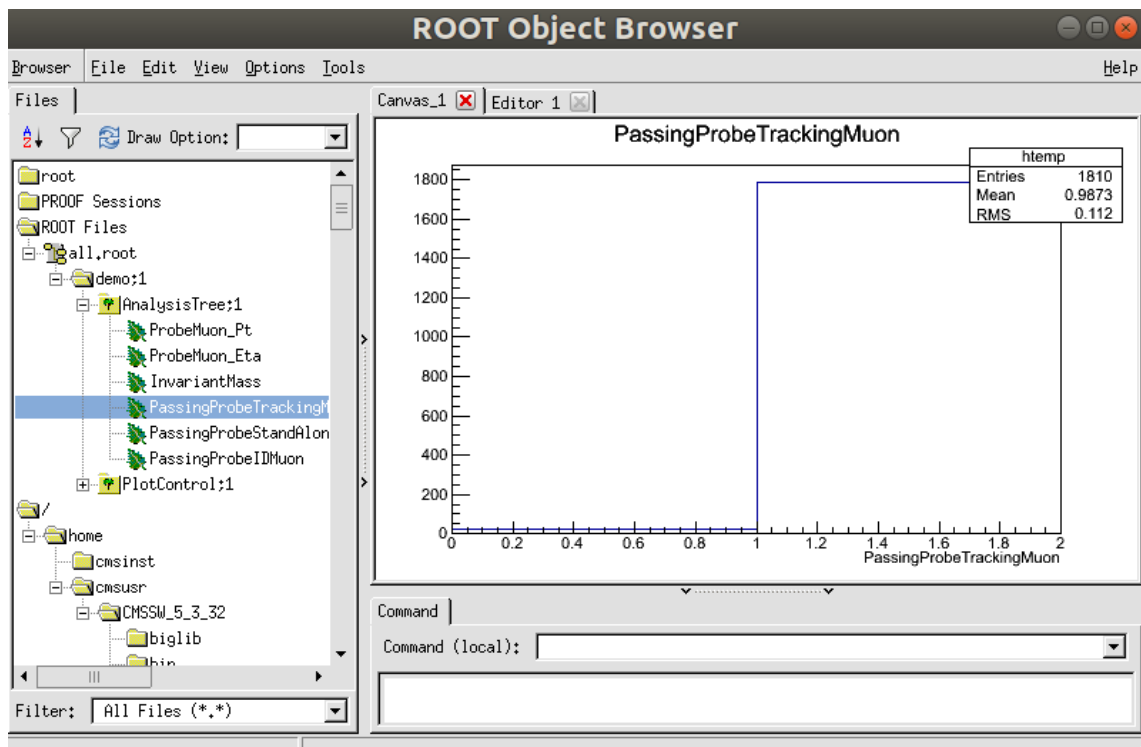 ROOT Object Browser
Browser File Edit View Options Tools Help
Files
Draw Option:
root
PROOF Sessions
ROOT Files
all.root
demo;1
AnalysisTree;1
ProbeMuon_Pt
ProbeMuon_Eta
InvariantMass
PassingProbeTrackingM
PassingProbeStandAlon
PassingProbeIDMuon
PlotControl;1
/
home
cmsinst
cmsusr
CMSSW_5_3_32
biglib
bin
Filter: All Files (*.*)
Canvas_1 Editor 1
PassingProbeTrackingMuon
htemp
Entries 1810
Mean 0.9873
RMS 0.112
1800
1600
1400
1200
1000
800
600
400
200
0
0 0.2 0.4 0.6 0.8 1 1.2 1.4 1.6 1.8 2
PassingProbeTrackingMuon
Command
Command (local):